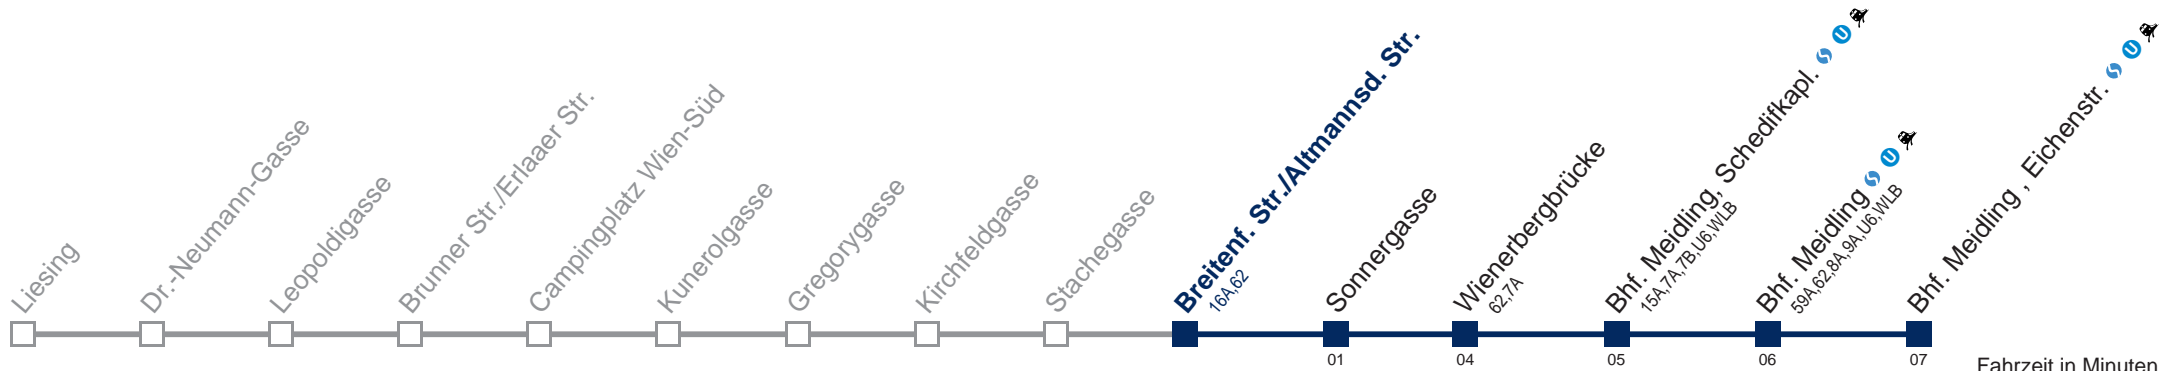 Liesing
Dr.-Neumann-Gasse
Leopoldigasse
Brunner Str./Erlaaer Str.
Campingplatz Wien-Süd
Kunerolgasse
Gregorygasse
Kirchfeldgasse
Stachegasse
Breitenf. Str./Altmannsd. Str.
16A,62
Sonnergasse
01
Wienerbergbrücke
62,7A
04
Bhf. Meidling, Schedifkapl. S U
15A,7A,7B,U6,WLB
05
Bhf. Meidling S U
59A,62,8A,9A,U6,WLB
06
Bhf. Meidling , Eichenstr. S U
07
Fahrzeit in Minuten